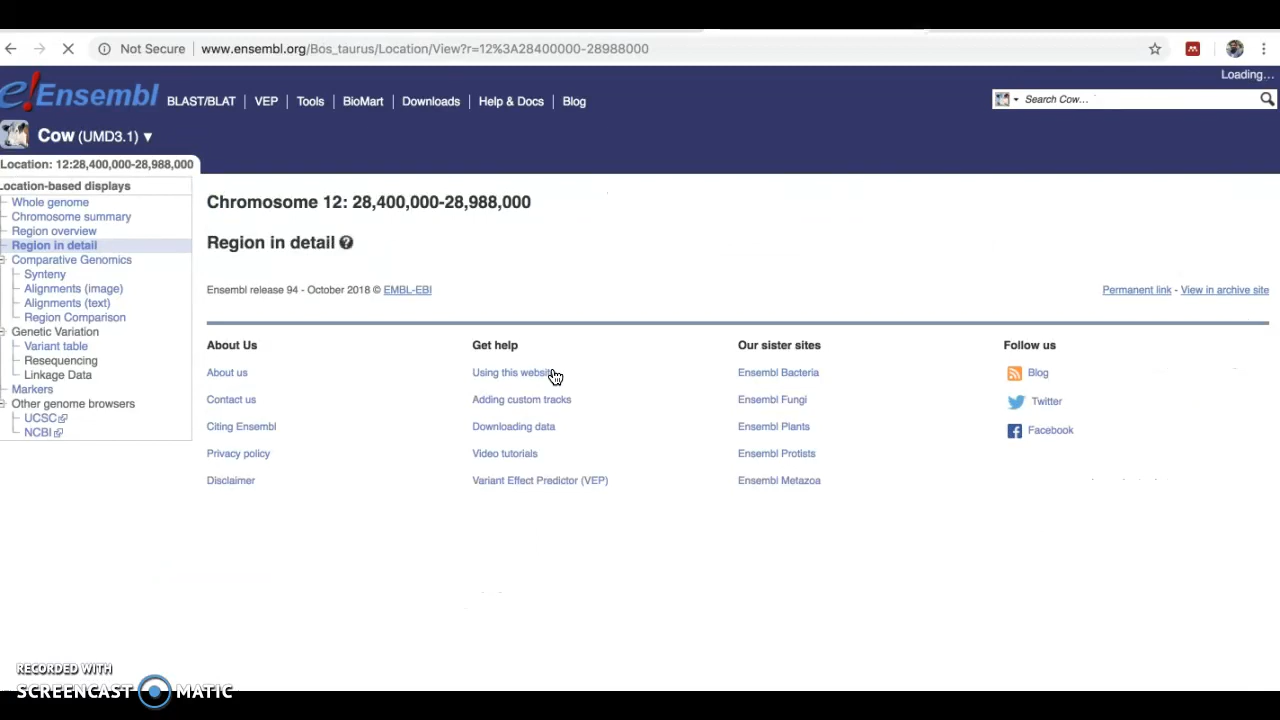 Not Secure www.ensembl.org/Bos_taurus/Location/View?r=12%3A28400000-28988000
Loading...
e!Ensembl BLAST/BLAT VEP Tools BioMart Downloads Help & Docs Blog Search Cow...
Cow (UMD3.1) ▼
Location: 12:28,400,000-28,988,000
Location-based displays
Whole genome
Chromosome summary
Region overview
Region in detail
Comparative Genomics
Synteny
Alignments (image)
Alignments (text)
Region Comparison
Genetic Variation
Variant table
Resequencing
Linkage Data
Markers
Other genome browsers
UCSC
NCBI
Chromosome 12: 28,400,000-28,988,000
Region in detail ?
Ensembl release 94 - October 2018 © EMBL-EBI
Permanent link - View in archive site
About Us
About us
Contact us
Citing Ensembl
Privacy policy
Disclaimer
Get help
Using this
Adding custom tracks
Downloading data
Video tutorials
Variant Effect Predictor (VEP)
Our sister sites
Ensembl Bacteria
Ensembl Fungi
Ensembl Plants
Ensembl Protists
Ensembl Metazoa
Follow us
Blog
Twitter
Facebook
RECORDED WITH
SCREENCAST MATIC